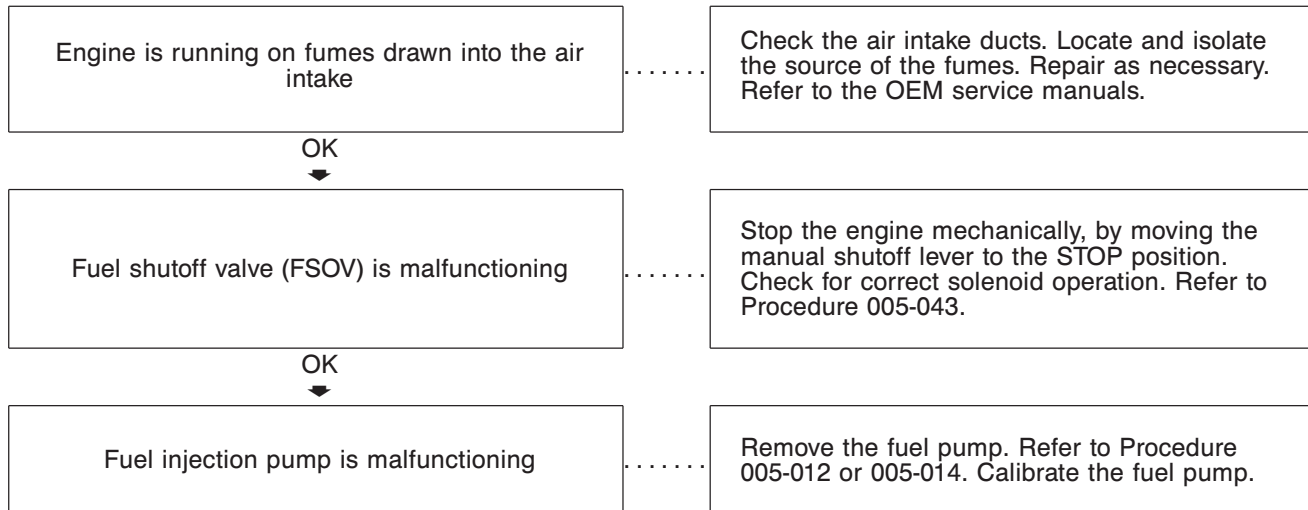 Engine is running on fumes drawn into the air
intake
.......
Check the air intake ducts. Locate and isolate
the source of the fumes. Repair as necessary.
Refer to the OEM service manuals.
OK
Fuel shutoff valve (FSOV) is malfunctioning
.......
Stop the engine mechanically, by moving the
manual shutoff lever to the STOP position.
Check for correct solenoid operation. Refer to
Procedure 005-043.
OK
Fuel injection pump is malfunctioning
.......
Remove the fuel pump. Refer to Procedure
005-012 or 005-014. Calibrate the fuel pump.